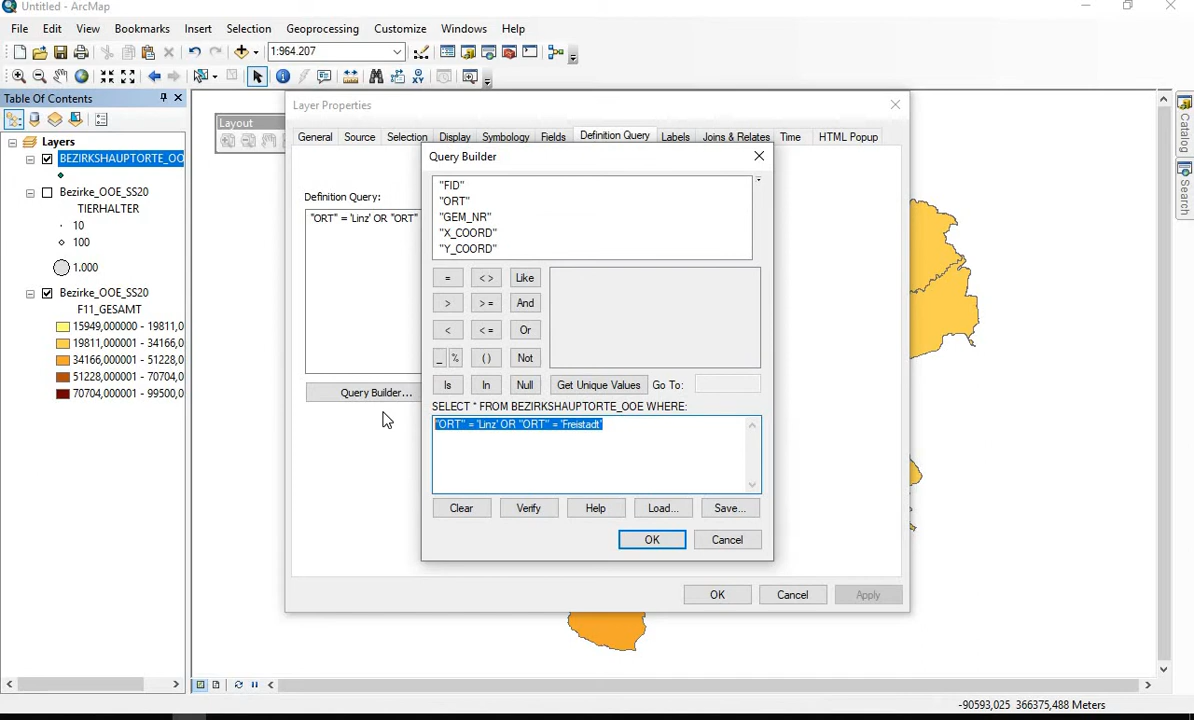 Untitled - ArcMap
File Edit View Bookmarks Insert Selection Geoprocessing Customize Windows Help
1:964.207
Table Of Contents
Layers
BEZIRKSHAUPTORTE_OO
Bezirke_OOE_SS20
TIERHALTER
10
100
1.000
Bezirke_OOE_SS20
F11_GESAMT
15949,000000 - 19811,0
19811,000001 - 34166,0
34166,000001 - 51228,0
51228,000001 - 70704,0
70704,000001 - 99500,0
Layout
Layer Properties
General Source Selection Display Symbology Fields Definition Query Labels Joins & Relates Time HTML Popup
Definition Query:
"ORT" = 'Linz' OR "ORT"
Query Builder...
Query Builder
"FID"
"ORT"
"GEM_NR"
"X_COORD"
"Y_COORD"
= < > Like
> > = And
< < = Or
_ % ( ) Not
Is In Null Get Unique Values Go To:
SELECT * FROM BEZIRKSHAUPTORTE_OOE WHERE:
"ORT" = 'Linz' OR "ORT" = 'Freistadt'
Clear Verify Help Load... Save...
OK Cancel
OK Cancel Apply
Catalog
Search
-90593,025 366375,488 Meters